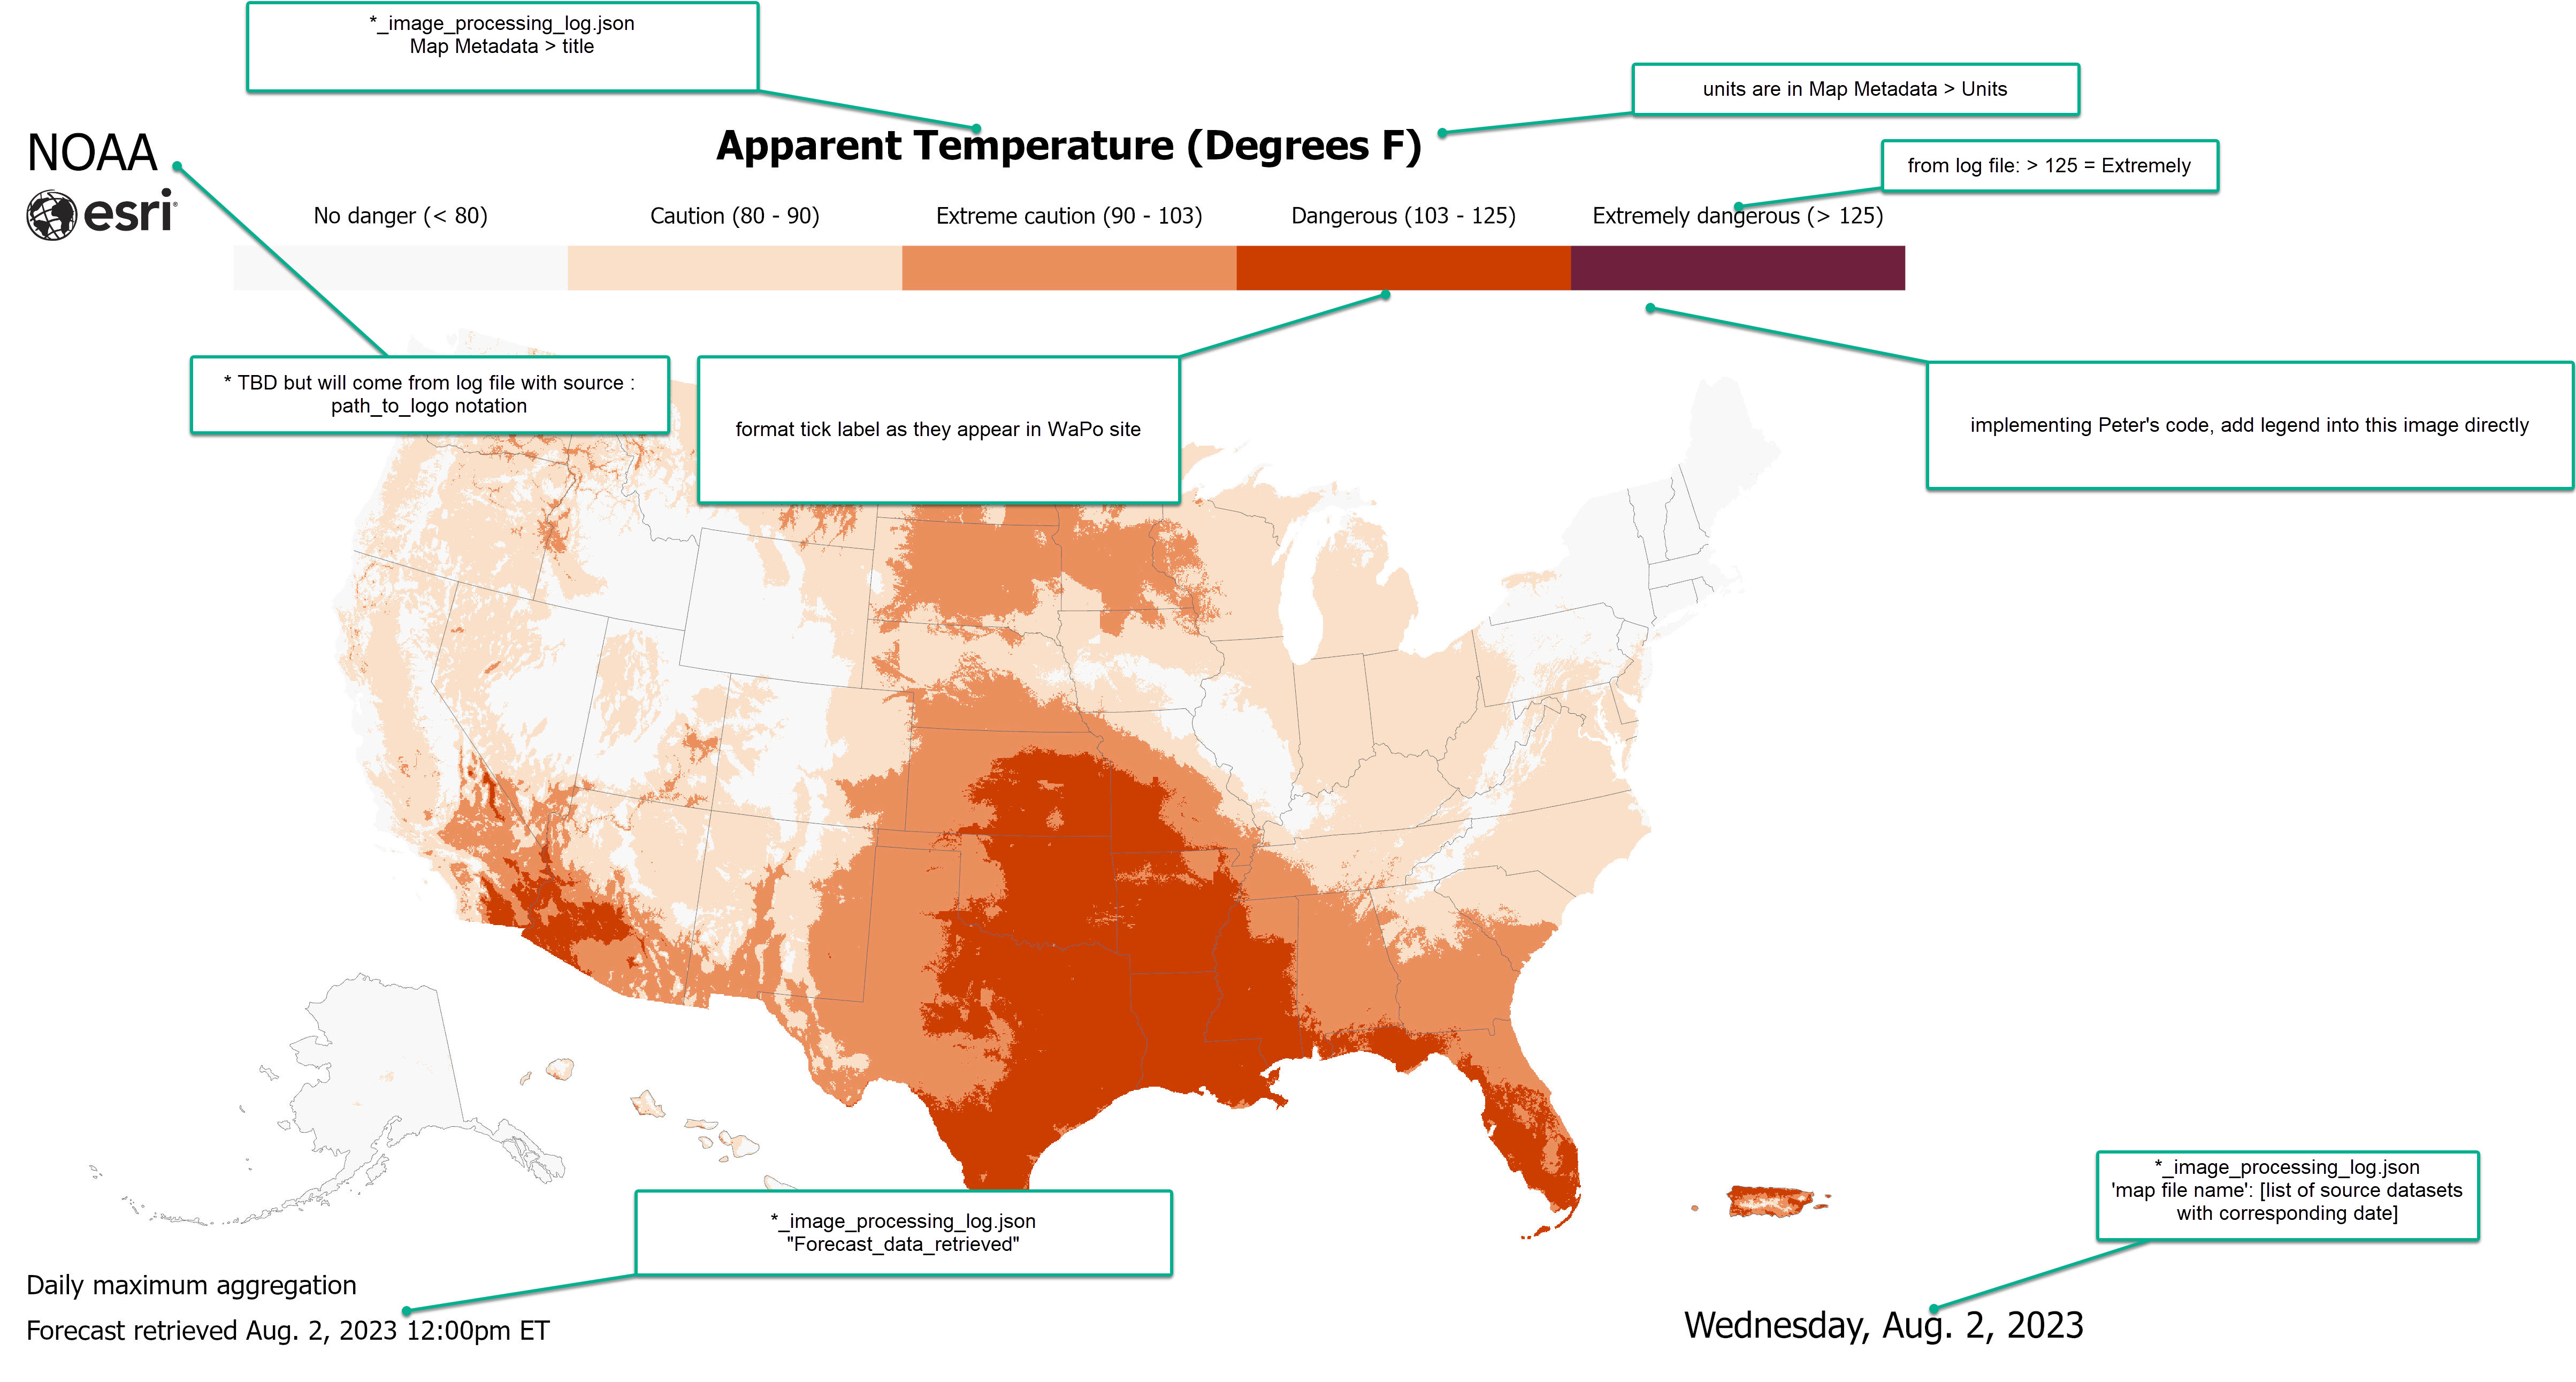 *_image_processing_log.json
Map Metadata > title
units are in Map Metadata > Units
NOAA
Apparent Temperature (Degrees F)
from log file: > 125 = Extremely
esri
No danger (< 80)
Caution (80 - 90)
Extreme caution (90 - 103)
Dangerous (103 - 125)
Extremely dangerous (> 125)
* TBD but will come from log file with source :
path_to_logo notation
format tick label as they appear in WaPo site
implementing Peter's code, add legend into this image directly
*_image_processing_log.json
'map file name': [list of source datasets
with corresponding date]
*_image_processing_log.json
"Forecast_data_retrieved"
Daily maximum aggregation
Forecast retrieved Aug. 2, 2023 12:00pm ET
Wednesday, Aug. 2, 2023